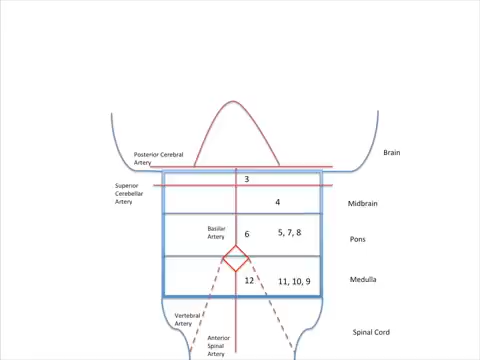 Posterior Cerebral
Artery
Brain
3
Superior
Cerebellar
Artery
4
Midbrain
Basilar
Artery
6
5, 7, 8
Pons
12
11, 10, 9
Medulla
Vertebral
Artery
Spinal Cord
Anterior
Spinal
Artery